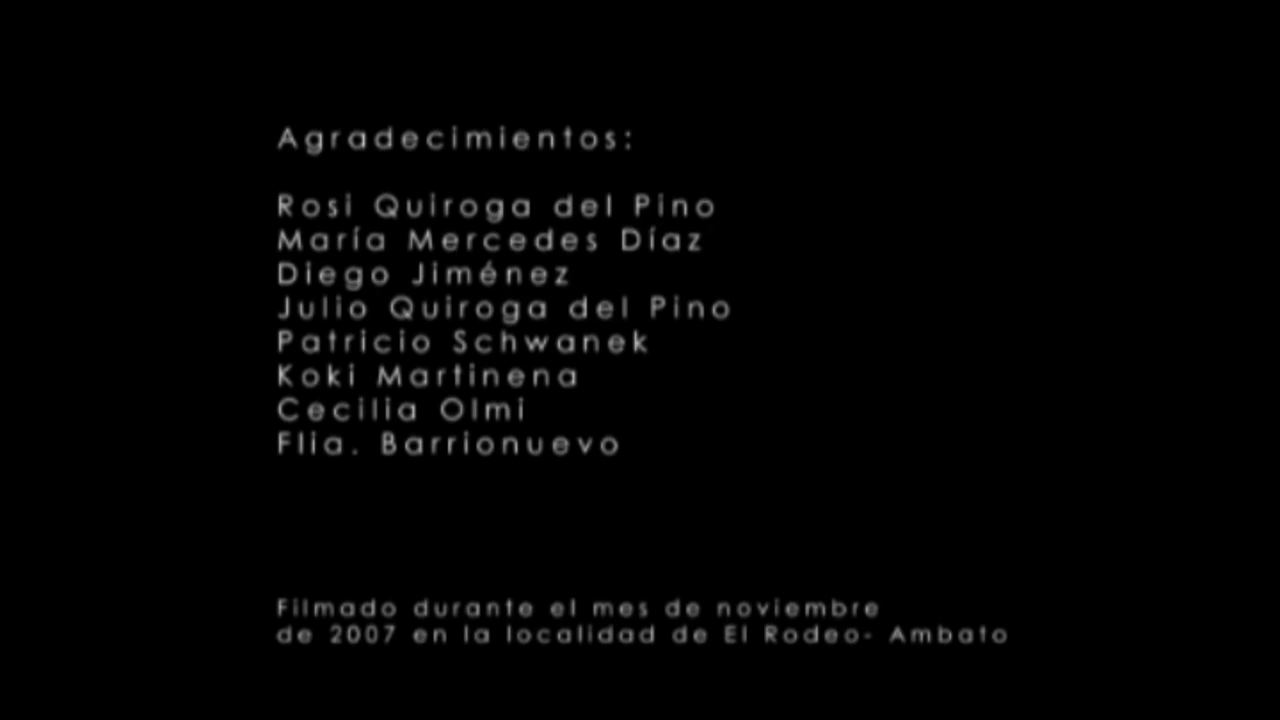 Agradecimientos:
Rosi Quiroga del Pino
María Mercedes Díaz
Diego Jiménez
Julio Quiroga del Pino
Patricio Schwanek
Koki Martinena
Cecilia Olmi
Flia. Barrionuevo
Filmado durante el mes de noviembre
de 2007 en la localidad de El Rodeo- Ambato